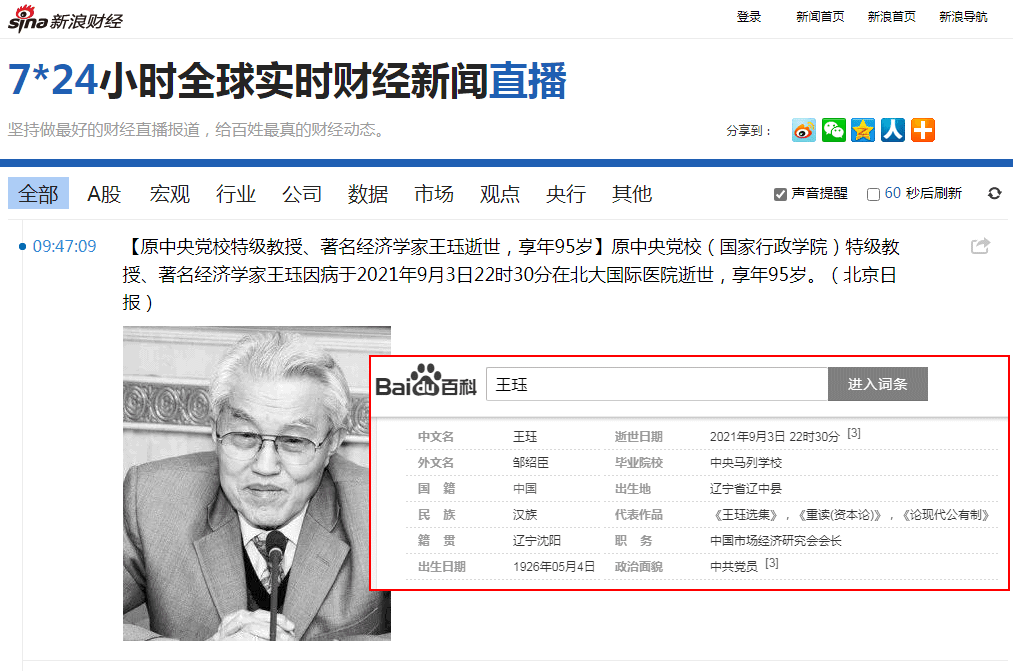 sina新浪财经
登录 新闻首页 新浪首页 新浪导航
7*24小时全球实时财经新闻直播
坚持做最好的财经直播报道，给百姓最真的财经动态。
分享到：
全部 A股 宏观 行业 公司 数据 市场 观点 央行 其他 声音提醒 60 秒后刷新
09:47:09 【原中央党校特级教授、著名经济学家王珏逝世，享年95岁】原中央党校（国家行政学院）特级教
授、著名经济学家王珏因病于2021年9月3日22时30分在北大国际医院逝世，享年95岁。（北京日
报）
Baidu百科 王珏 进入词条
中文名 王珏 逝世日期 2021年9月3日 22时30分 [3]
外文名 邹绍臣 毕业院校 中央马列学校
国 籍 中国 出生地 辽宁省辽中县
民 族 汉族 代表作品 《王珏选集》，《重读(资本论)》，《论现代公有制》
籍 贯 辽宁沈阳 职 务 中国市场经济研究会会长
出生日期 1926年05月4日 政治面貌 中共党员 [3]